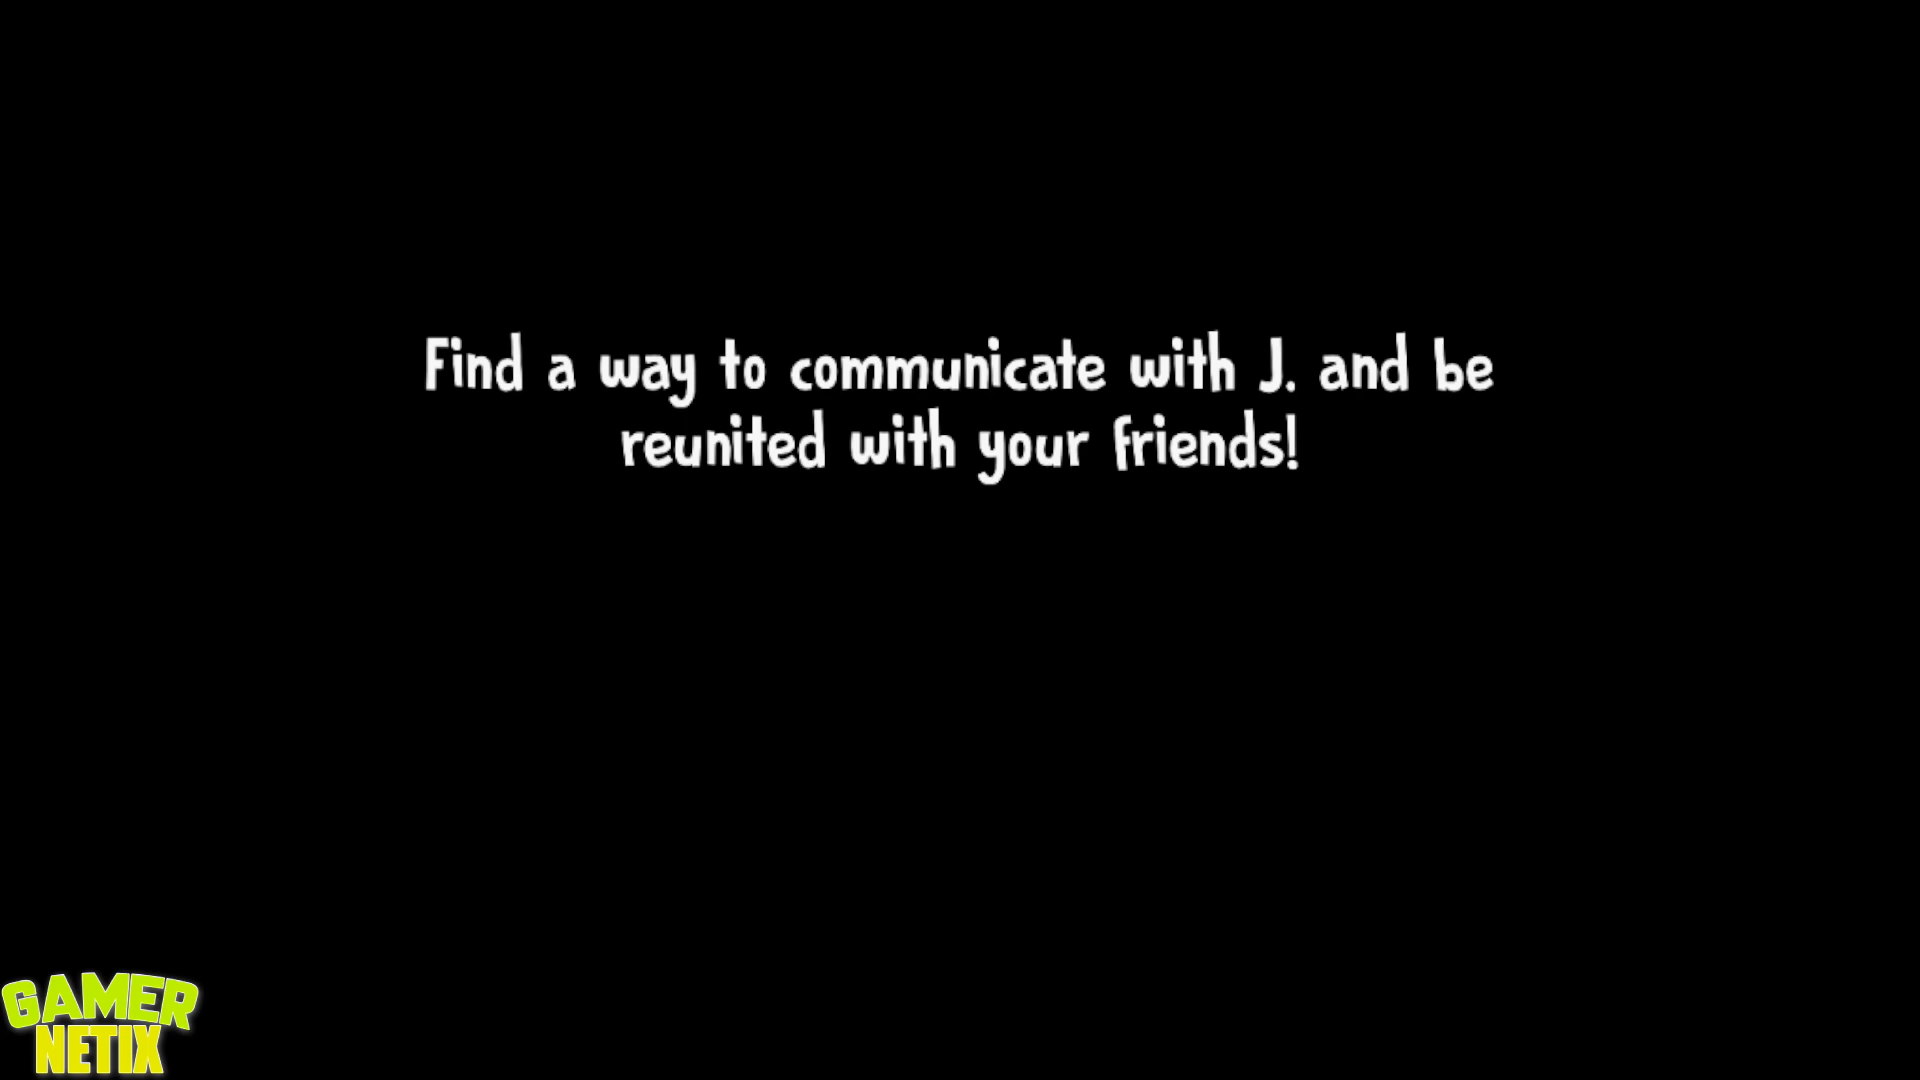 Find a way to communicate with J. and be
reunited with your friends!
GAMER
NETIX